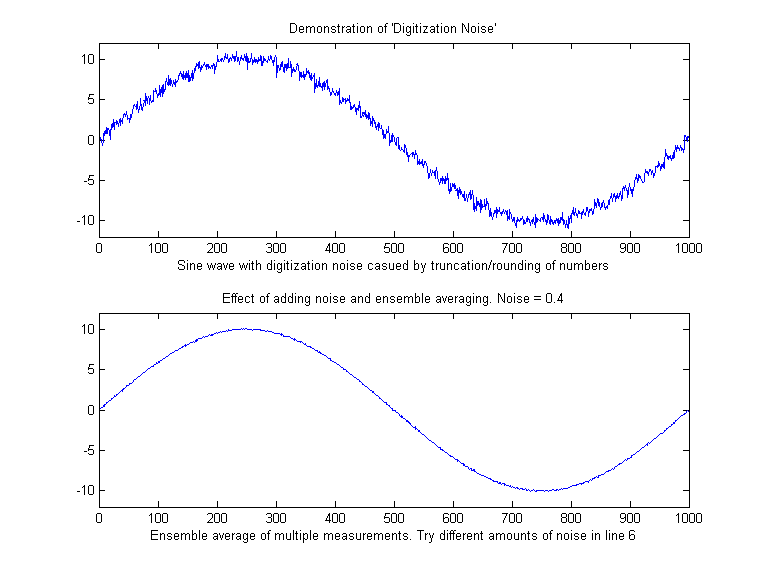 Demonstration of 'Digitization Noise'
10
5
0
-5
-10
0 100 200 300 400 500 600 700 800 900 1000
Sine wave with digitization noise casued by truncation/rounding of numbers
Effect of adding noise and ensemble averaging. Noise = 0.4
10
5
0
-5
-10
0 100 200 300 400 500 600 700 800 900 1000
Ensemble average of multiple measurements. Try different amounts of noise in line 6